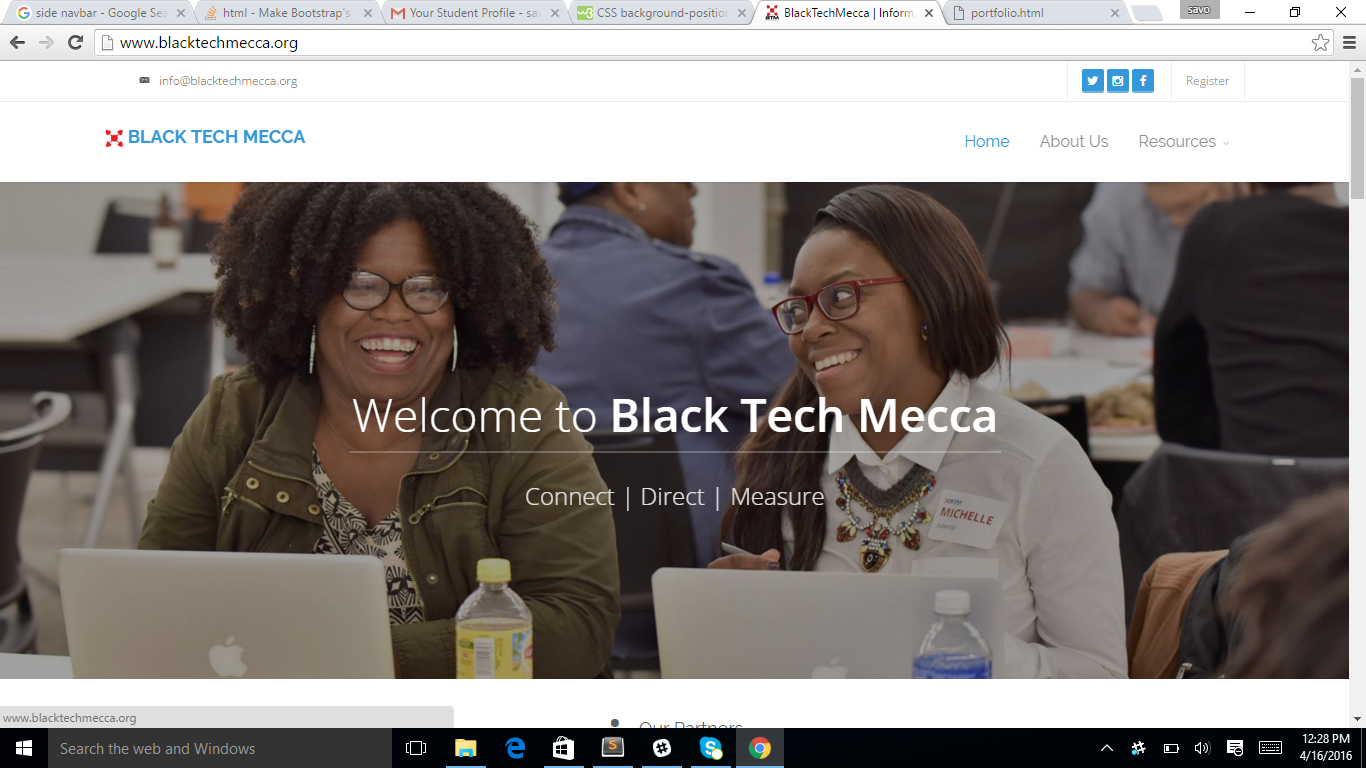 side navbar - Google Sea
html - Make Bootstrap's
Your Student Profile - sav
CSS background-position
BlackTechMecca | Inform
portfolio.html
savo
www.blacktechmecca.org
info@blacktechmecca.org
Register
BLACK TECH MECCA
Home
About Us
Resources
Welcome to Black Tech Mecca
Connect | Direct | Measure
MICHELLE
www.blacktechmecca.org
Our Partners
Search the web and Windows
12:28 PM
4/16/2016